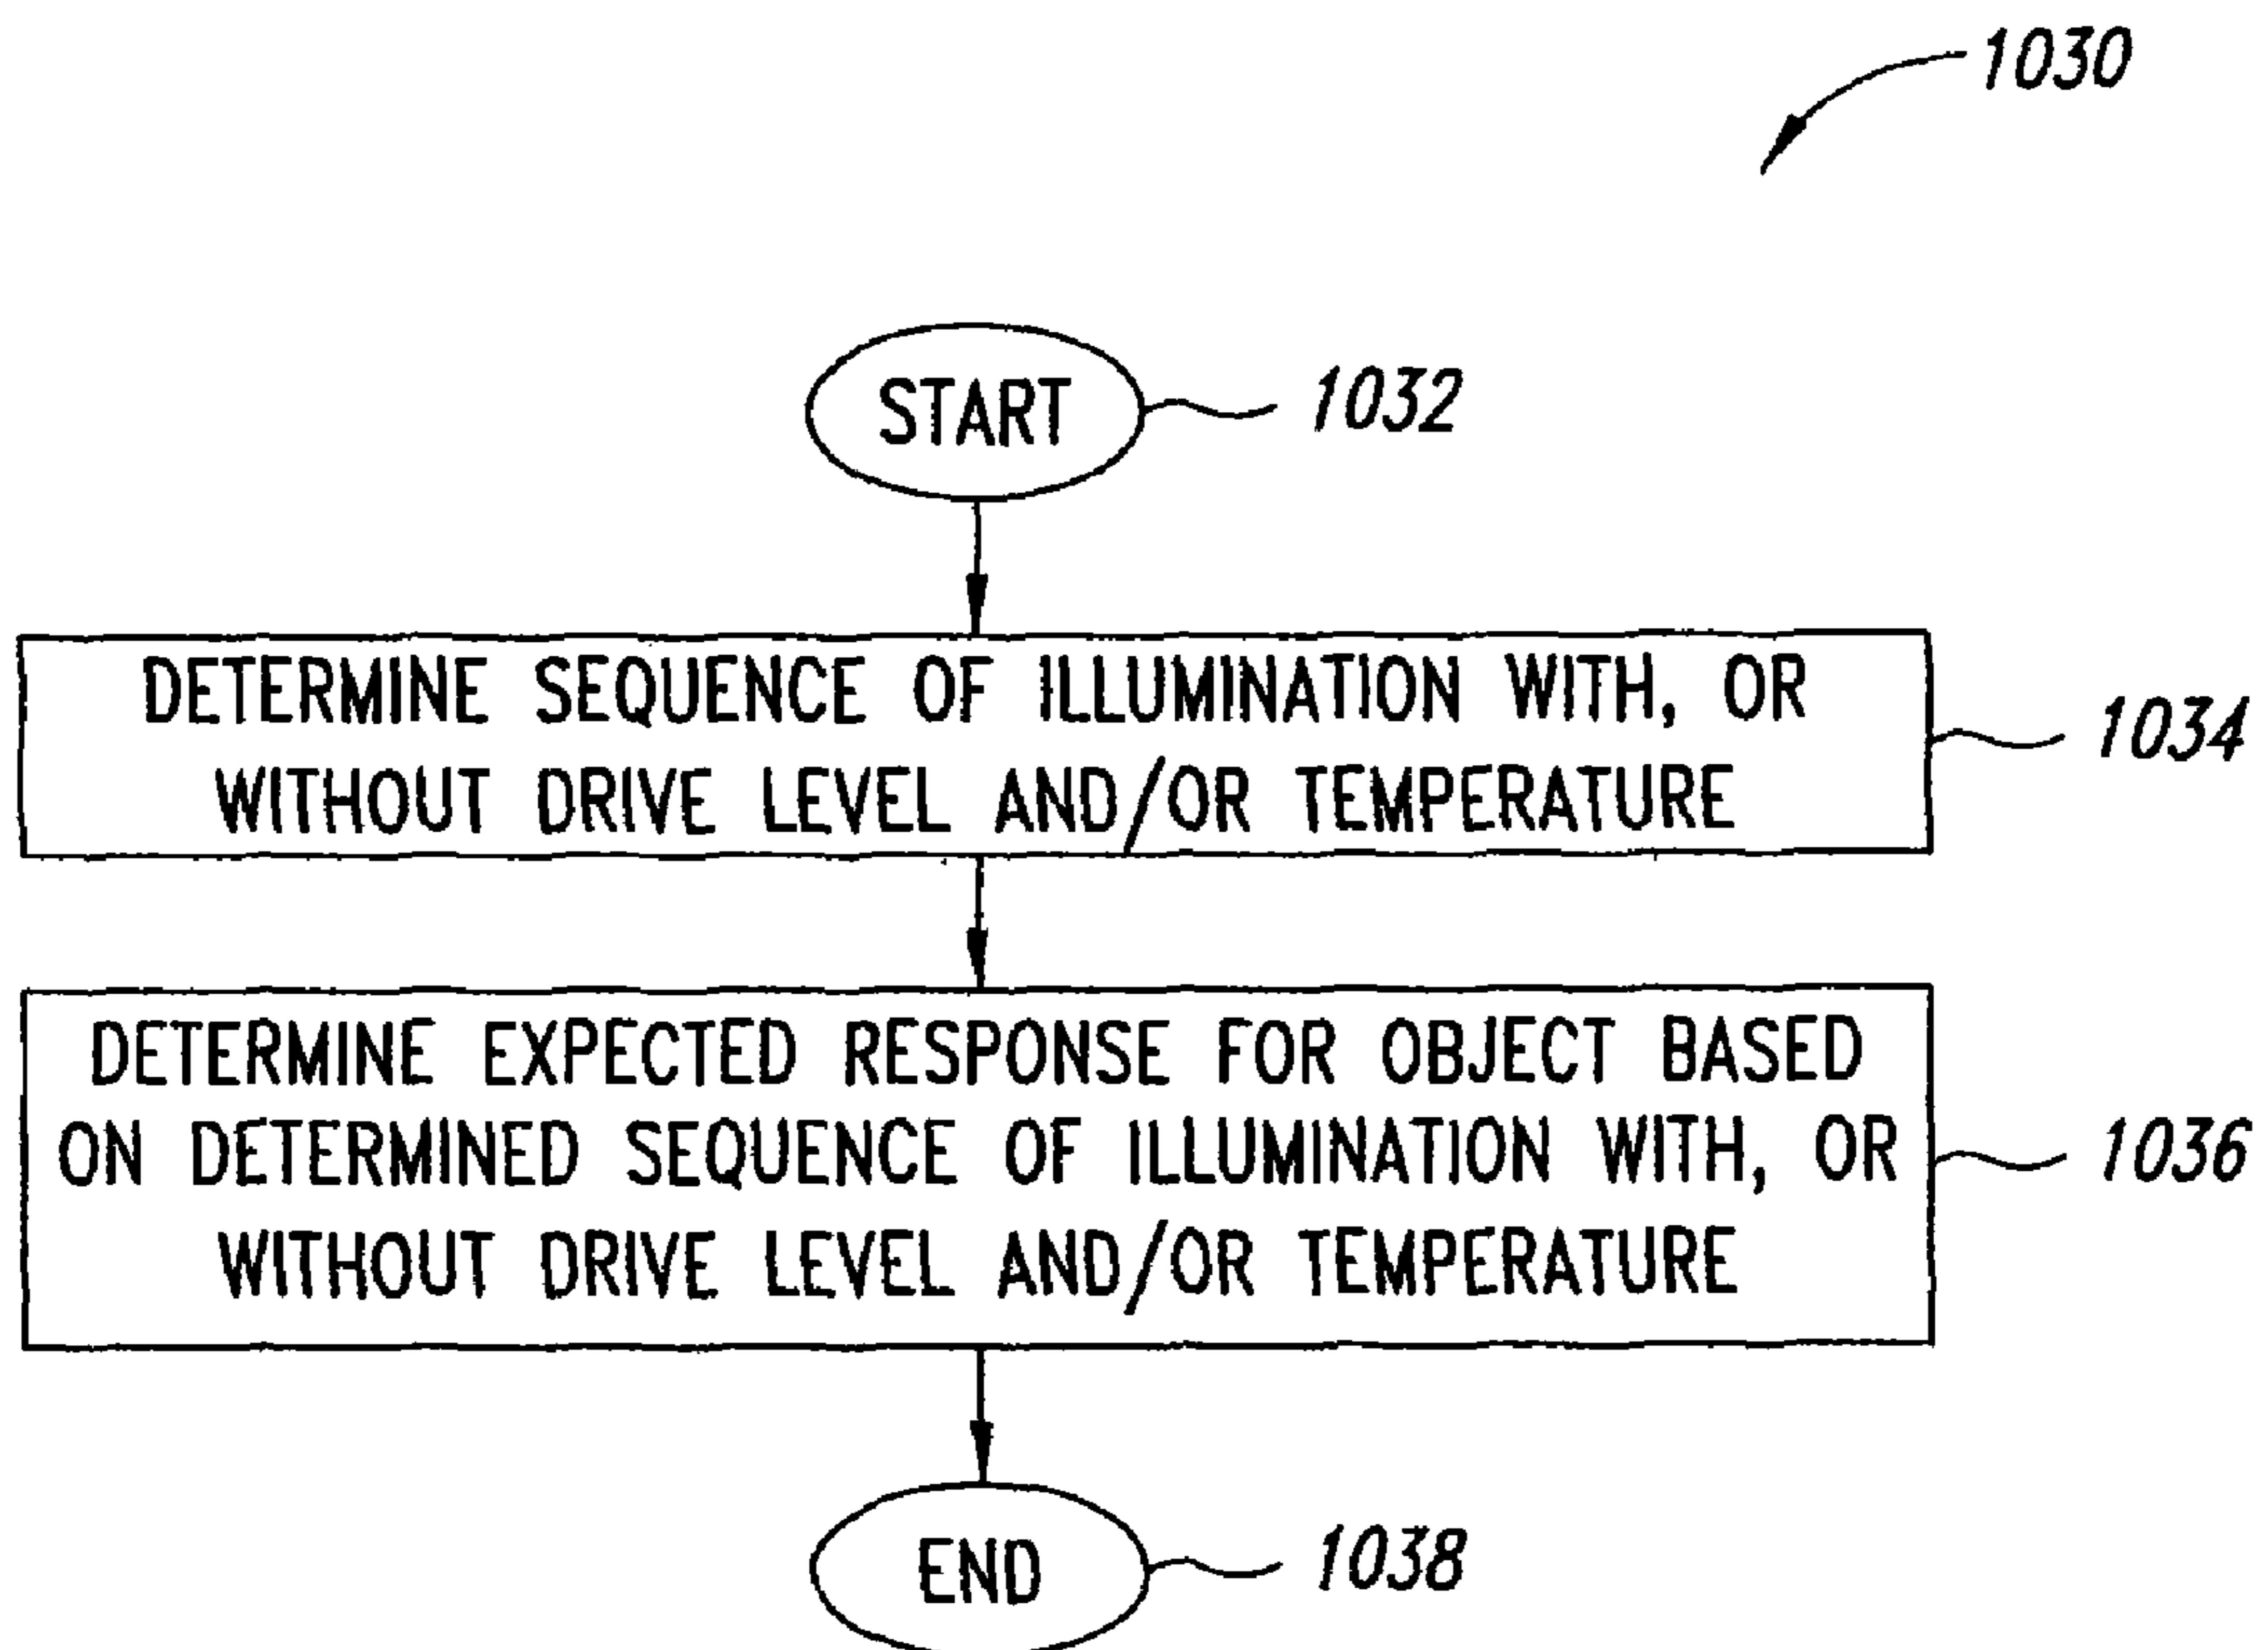 1030
START
1032
DETERMINE SEQUENCE OF ILLUMINATION WITH, OR
WITHOUT DRIVE LEVEL AND/OR TEMPERATURE
1034
DETERMINE EXPECTED RESPONSE FOR OBJECT BASED
ON DETERMINED SEQUENCE OF ILLUMINATION WITH, OR
WITHOUT DRIVE LEVEL AND/OR TEMPERATURE
1036
END
1038